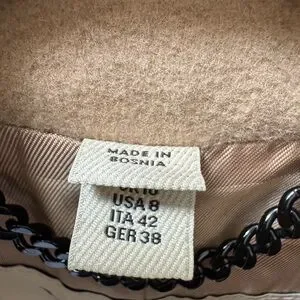 MADE IN
BOSNIA
USA 8
ITA 42
GER 38